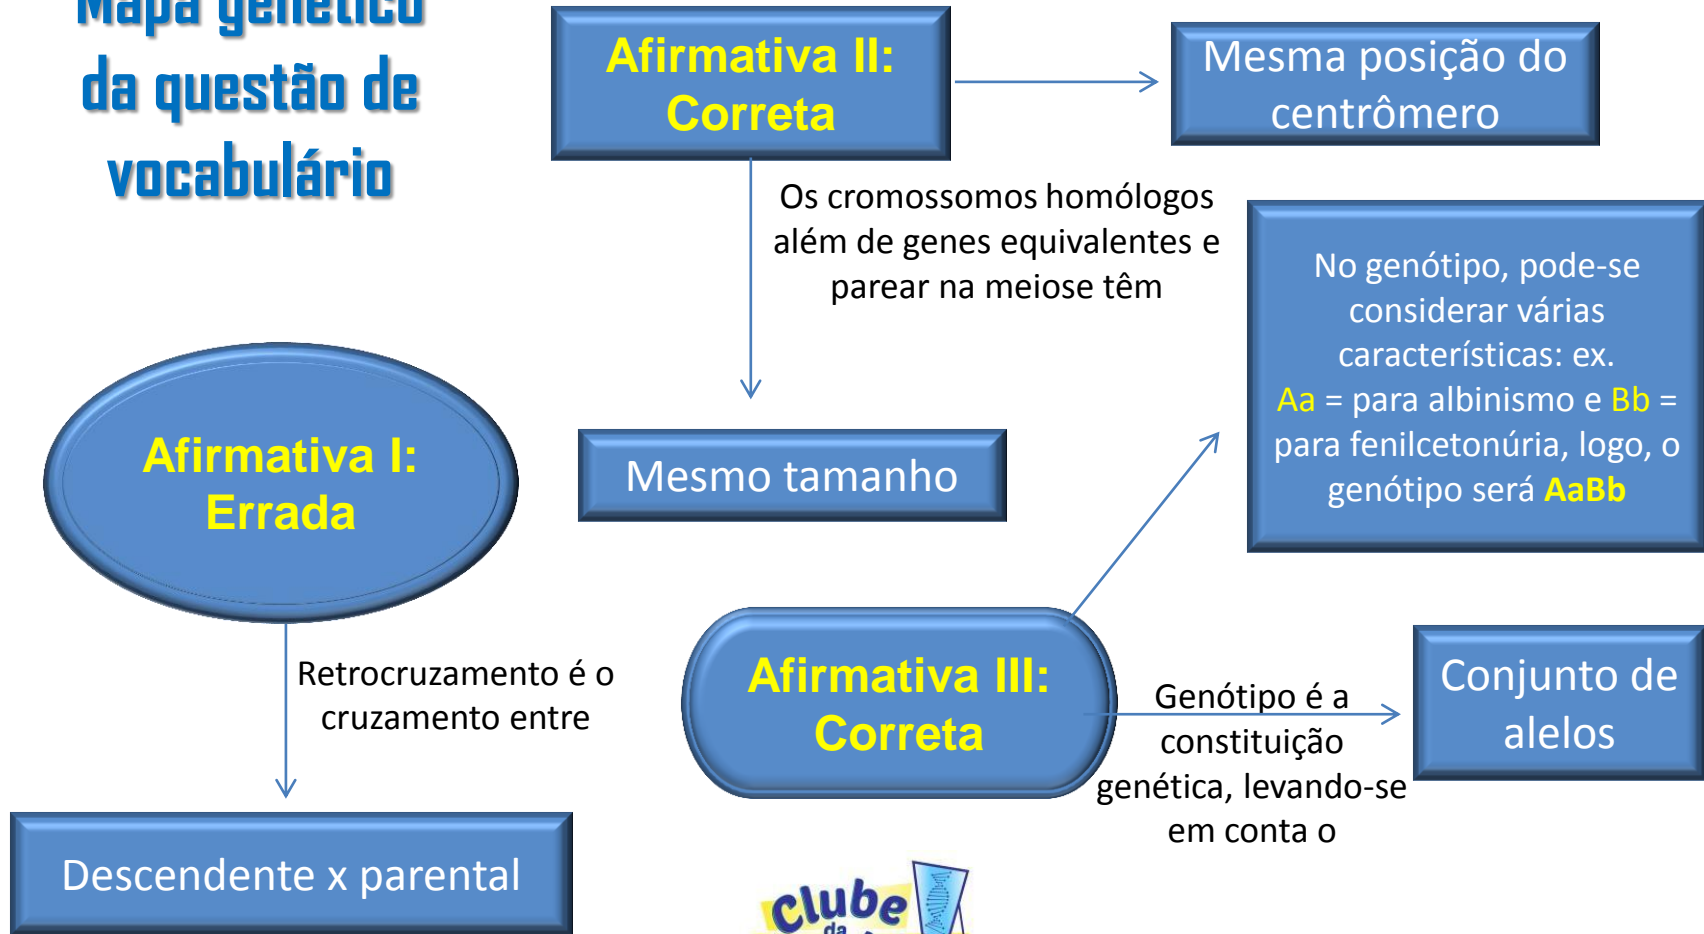 Mapa genético
da questão de
vocabulário
Afirmativa II:
Correta
Mesma posição do
centrômero
Os cromossomos homólogos
além de genes equivalentes e
parear na meiose têm
Mesmo tamanho
No genótipo, pode-se
considerar várias
características: ex.
Aa = para albinismo e Bb =
para fenilcetonúria, logo, o
genótipo será AaBb
Afirmativa I:
Errada
Retrocruzamento é o
cruzamento entre
Descendente x parental
Afirmativa III:
Correta
Genótipo é a
constituição
genética, levando-se
em conta o
Conjunto de
alelos
Clube
da